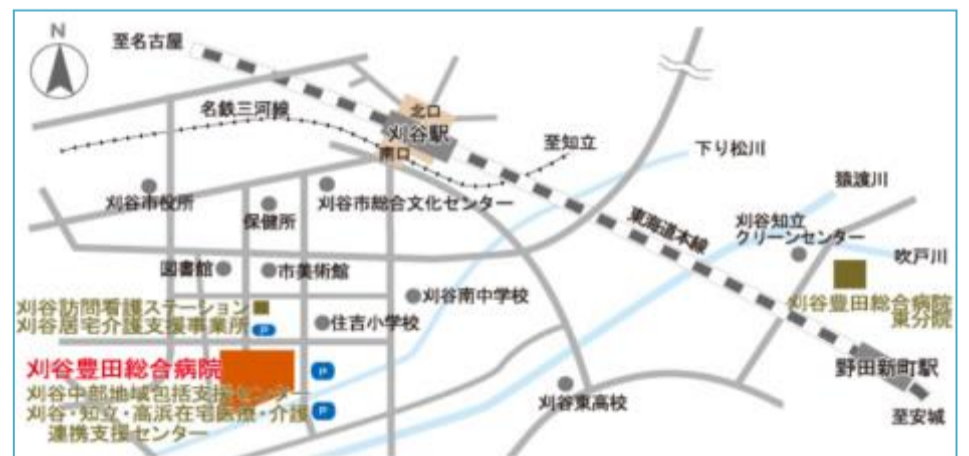 N
至名古屋
北口
名鉄三河線
刈谷駅
南口
至知立
下り松川
猿渡川
刈谷市役所
保健所
刈谷市総合文化センター
東海道本線
刈谷知立
クリーンセンター
吹戸川
図書館
市美術館
刈谷南中学校
刈谷豊田総合病院
東分院
刈谷訪問看護ステーション
刈谷居宅介護支援事業所
P
住吉小学校
刈谷豊田総合病院
P
野田新町駅
刈谷中部地域包括支援センター
刈谷・知立・高浜在宅医療・介護
連携支援センター
P
刈谷東高校
至安城